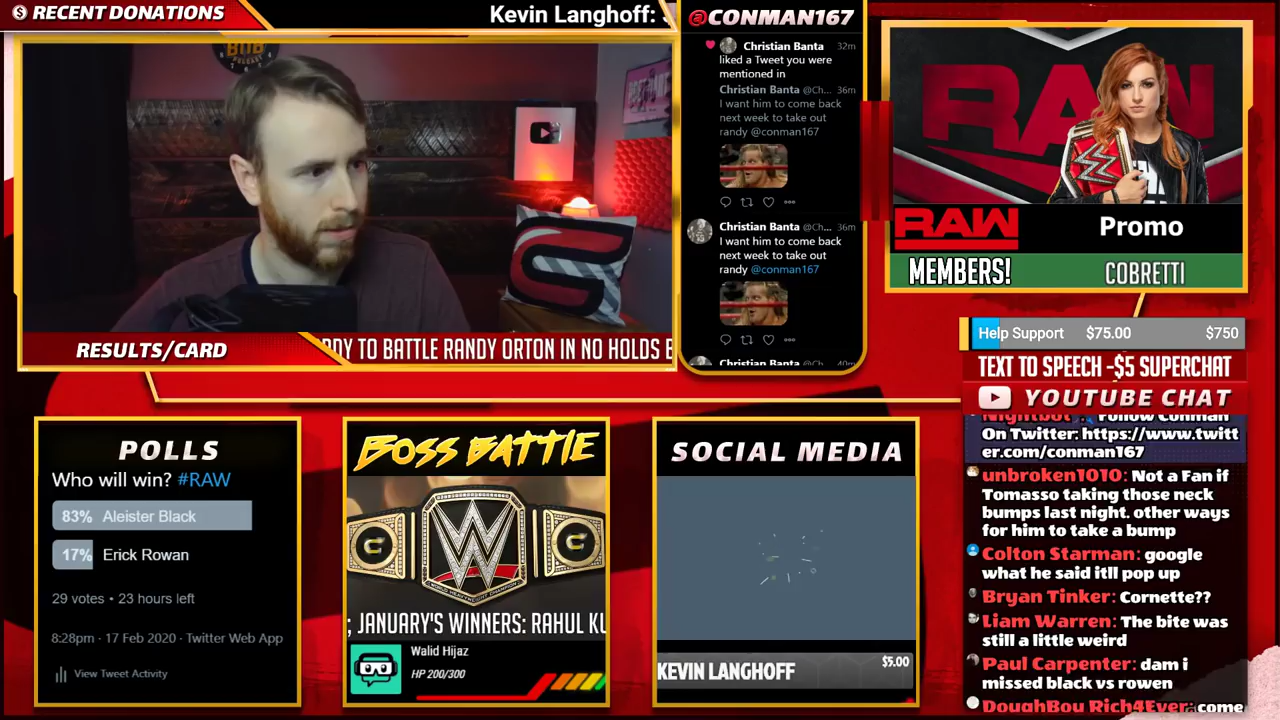 RECENT DONATIONS
Kevin Langhoff:
@CONMAN167
Christian Banta 32m
liked a Tweet you were
mentioned in
Christian Banta @Ch... 36m
I want him to come back
next week to take out
randy @conman167
Christian Banta @Ch... 36m
I want him to come back
next week to take out
randy @conman167
Christian Banta
RAW
RAW
Promo
MEMBERS!
COBRETTI
RESULTS/CARD
TO BATTLE RANDY ORTON IN NO HOLDS
Help Support $75.00 $750
TEXT TO SPEECH -$5 SUPERCHAT
YOUTUBE CHAT
Nightbot: Follow Conman
On Twitter: https://www.twitt
er.com/conman167
unbroken1010: Not a Fan if
Tomasso taking those neck
bumps last night. other ways
for him to take a bump
Colton Starman: google
what he said itll pop up
Bryan Tinker: Cornette??
Liam Warren: The bite was
still a little weird
Paul Carpenter: dam i
missed black vs rowen
DoughBoy Rich4Ever: come
POLLS
Who will win? #RAW
83% Aleister Black
17% Erick Rowan
29 votes • 23 hours left
8:28pm · 17 Feb 2020 · Twitter Web App
View Tweet Activity
BOSS BATTLE
; JANUARY'S WINNERS: RAHUL
Walid Hijaz
HP 200/300
SOCIAL MEDIA
KEVIN LANGHOFF
$5.00